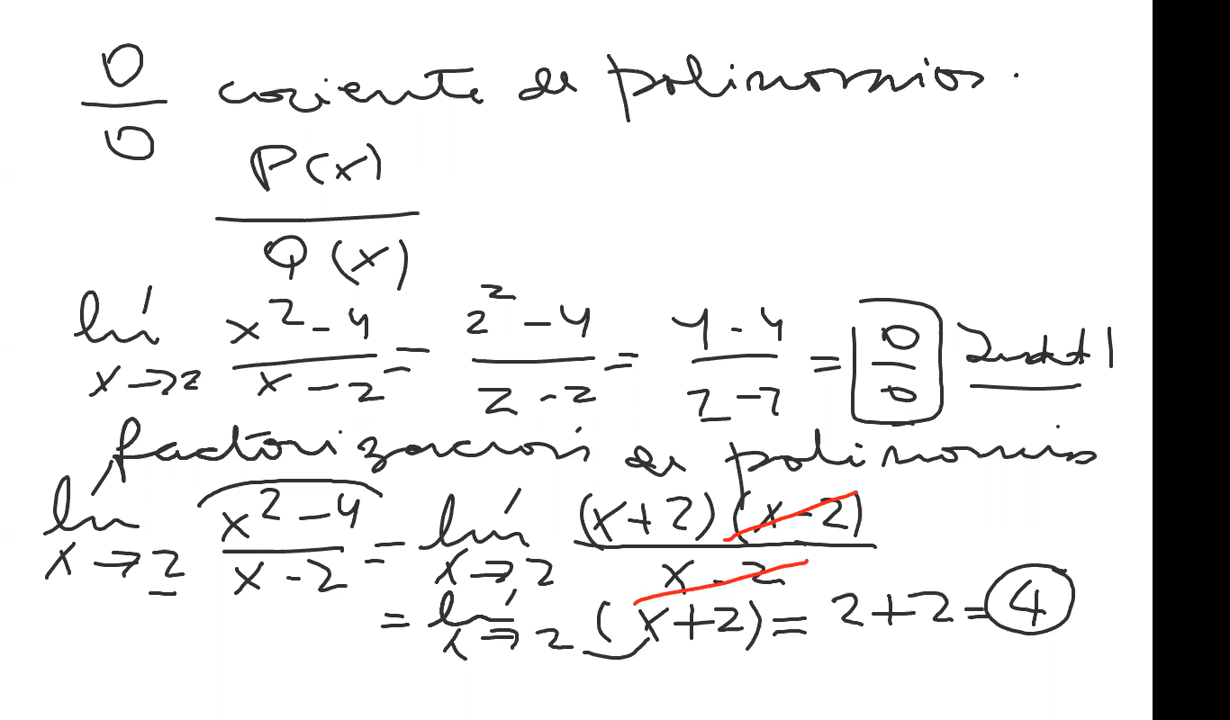 0/0 cociente de polinomios.
P(x)/Q(x)
lím x→2 (x²-4)/(x-2) = (2²-4)/(2-2) = (4-4)/(2-2) = 0/0
factorización de polinomios
lím x→2 (x²-4)/(x-2) = lím x→2 (x+2)(x-2)/(x-2)
= lím x→2 (x+2) = 2+2 = 4